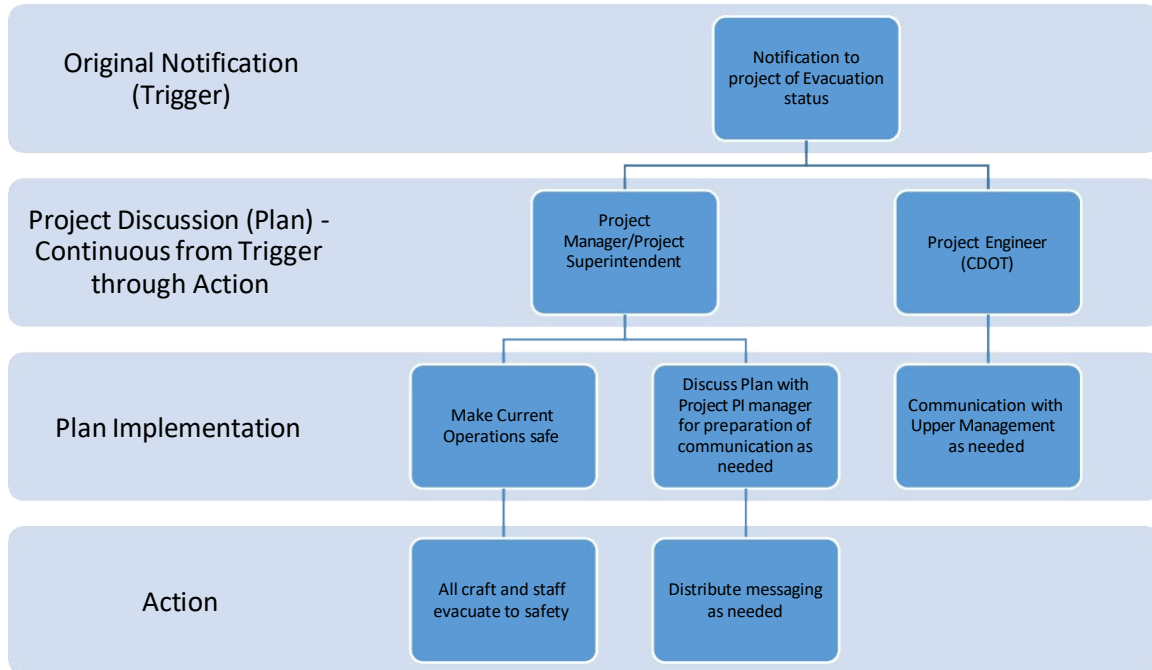 Original Notification
(Trigger)
Notification to
project of Evacuation
status
Project Discussion (Plan) -
Continuous from Trigger
through Action
Project
Manager/Project
Superintendent
Project Engineer
(CDOT)
Plan Implementation
Make Current
Operations safe
Discuss Plan with
Project PI manager
for preparation of
communication as
needed
Communication with
Upper Management
as needed
Action
All craft and staff
evacuate to safety
Distribute messaging
as needed